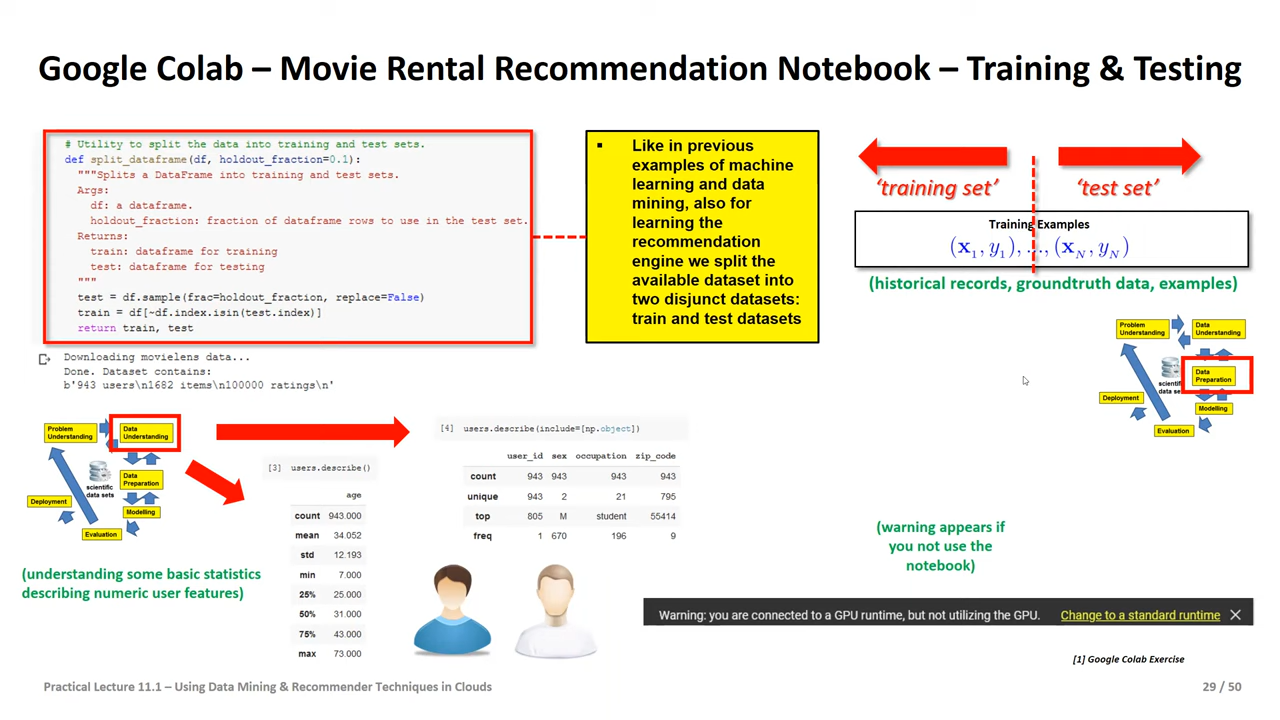 Google Colab – Movie Rental Recommendation Notebook – Training & Testing
# Utility to split the data into training and test sets.
def split_dataframe(df, holdout_fraction=0.1):
"""Splits a DataFrame into training and test sets.
Args:
df: a dataframe.
holdout_fraction: fraction of dataframe rows to use in the test set.
Returns:
train: dataframe for training
test: dataframe for testing
"""
test = df.sample(frac=holdout_fraction, replace=False)
train = df[~df.index.isin(test.index)]
return train, test
Downloading movielens data...
Done. Dataset contains:
b'943 users\n1682 items\n100000 ratings\n'
▪ Like in previous
examples of machine
learning and data
mining, also for
learning the
recommendation
engine we split the
available dataset into
two disjunct datasets:
train and test datasets
‘training set’ ‘test set’
Training Examples
(x1, y1), ..., (xN, yN)
(historical records, groundtruth data, examples)
Problem
Understanding
Data
Understanding
scientific
data sets
Data
Preparation
Modelling
Deployment
Evaluation
Problem
Understanding
Data
Understanding
scientific
data sets
Data
Preparation
Modelling
Deployment
Evaluation
(understanding some basic statistics
describing numeric user features)
[3] users.describe()
age
count 943.000
mean 34.052
std 12.193
min 7.000
25% 25.000
50% 31.000
75% 43.000
max 73.000
[4] users.describe(include=[np.object])
user_id sex occupation zip_code
count 943 943 943 943
unique 943 2 21 795
top 805 M student 55414
freq 1 670 196 9
(warning appears if
you not use the
notebook)
Warning: you are connected to a GPU runtime, but not utilizing the GPU. Change to a standard runtime ✕
[1] Google Colab Exercise
Practical Lecture 11.1 – Using Data Mining & Recommender Techniques in Clouds
29 / 50